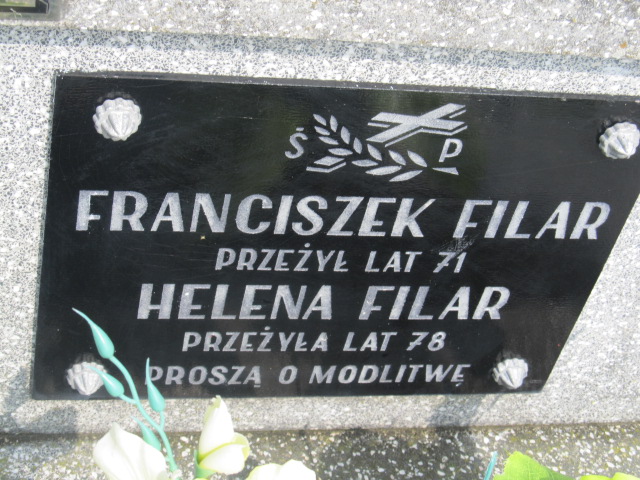 Ś P
FRANCISZEK FILAR
PRZEŻYŁ LAT 71
HELENA FILAR
PRZEŻYŁA LAT 78
PROSZĄ O MODLITWĘ